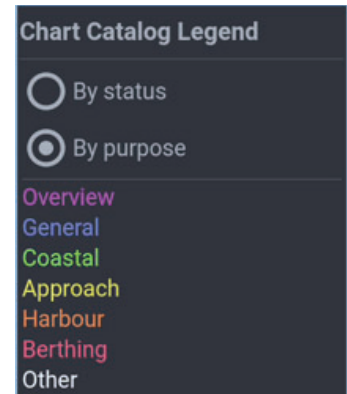 Chart Catalog Legend
By status
By purpose
Overview
General
Coastal
Approach
Harbour
Berthing
Other